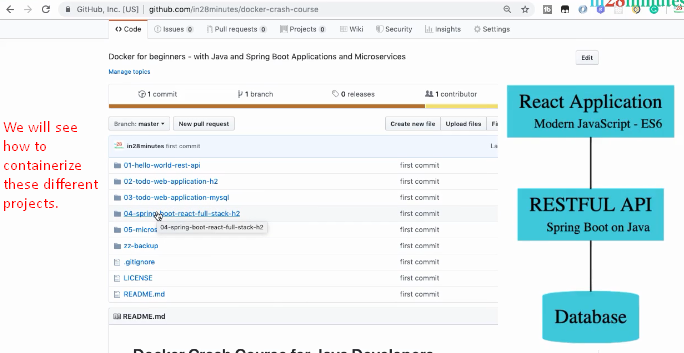 GitHub, Inc. [US] | github.com/in28minutes/docker-crash-course
in28minutes
Code Issues 0 Pull requests 0 Projects 0 Wiki Security Insights Settings
Docker for beginners - with Java and Spring Boot Applications and Microservices
Edit
Manage topics
1 commit 1 branch 0 releases 1 contributor
Branch: master New pull request Create new file Upload files
in28minutes first commit
01-hello-world-rest-api first commit
02-todo-web-application-h2 first commit
03-todo-web-application-mysql first commit
04-spring-boot-react-full-stack-h2 first commit
04-spring-boot-react-full-stack-h2
first commit
zz-backup first commit
.gitignore first commit
LICENSE first commit
README.md first commit
README.md
Docker Crash Course for Java Developers
We will see
how to
containerize
these different
projects.
React Application
Modern JavaScript - ES6
RESTFUL API
Spring Boot on Java
Database